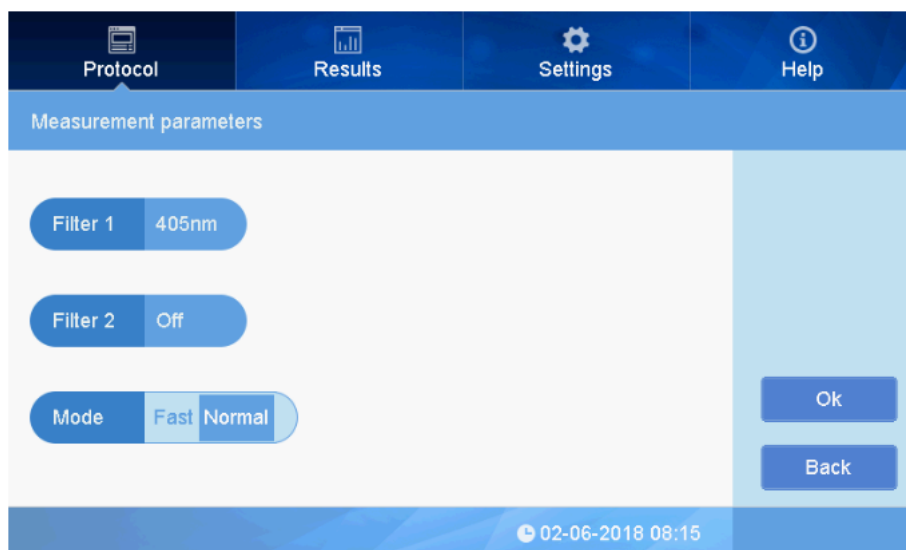 Protocol Results Settings Help
Measurement parameters
Filter 1 405nm
Filter 2 Off
Mode Fast Normal
Ok
Back
02-06-2018 08:15